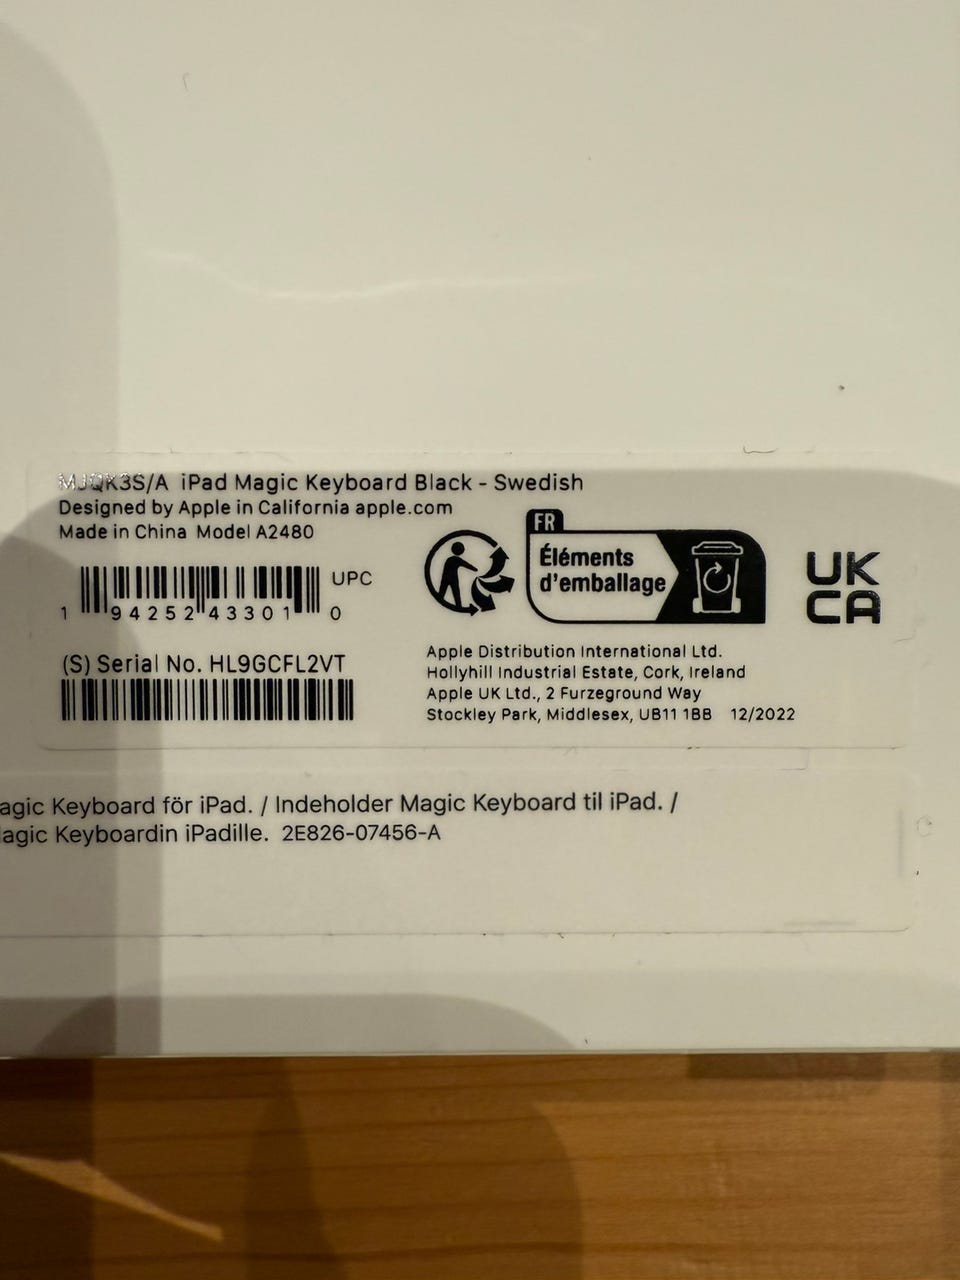 MJQK3S/A iPad Magic Keyboard Black - Swedish
Designed by Apple in California apple.com
Made in China Model A2480
UPC
1 94252 43301 0
(S) Serial No. HL9GCFL2VT
FR
Éléments
d'emballage
UK
CA
Apple Distribution International Ltd.
Hollyhill Industrial Estate, Cork, Ireland
Apple UK Ltd., 2 Furzeground Way
Stockley Park, Middlesex, UB11 1BB 12/2022
agic Keyboard för iPad. / Indeholder Magic Keyboard til iPad. /
agic Keyboardin iPadille. 2E826-07456-A